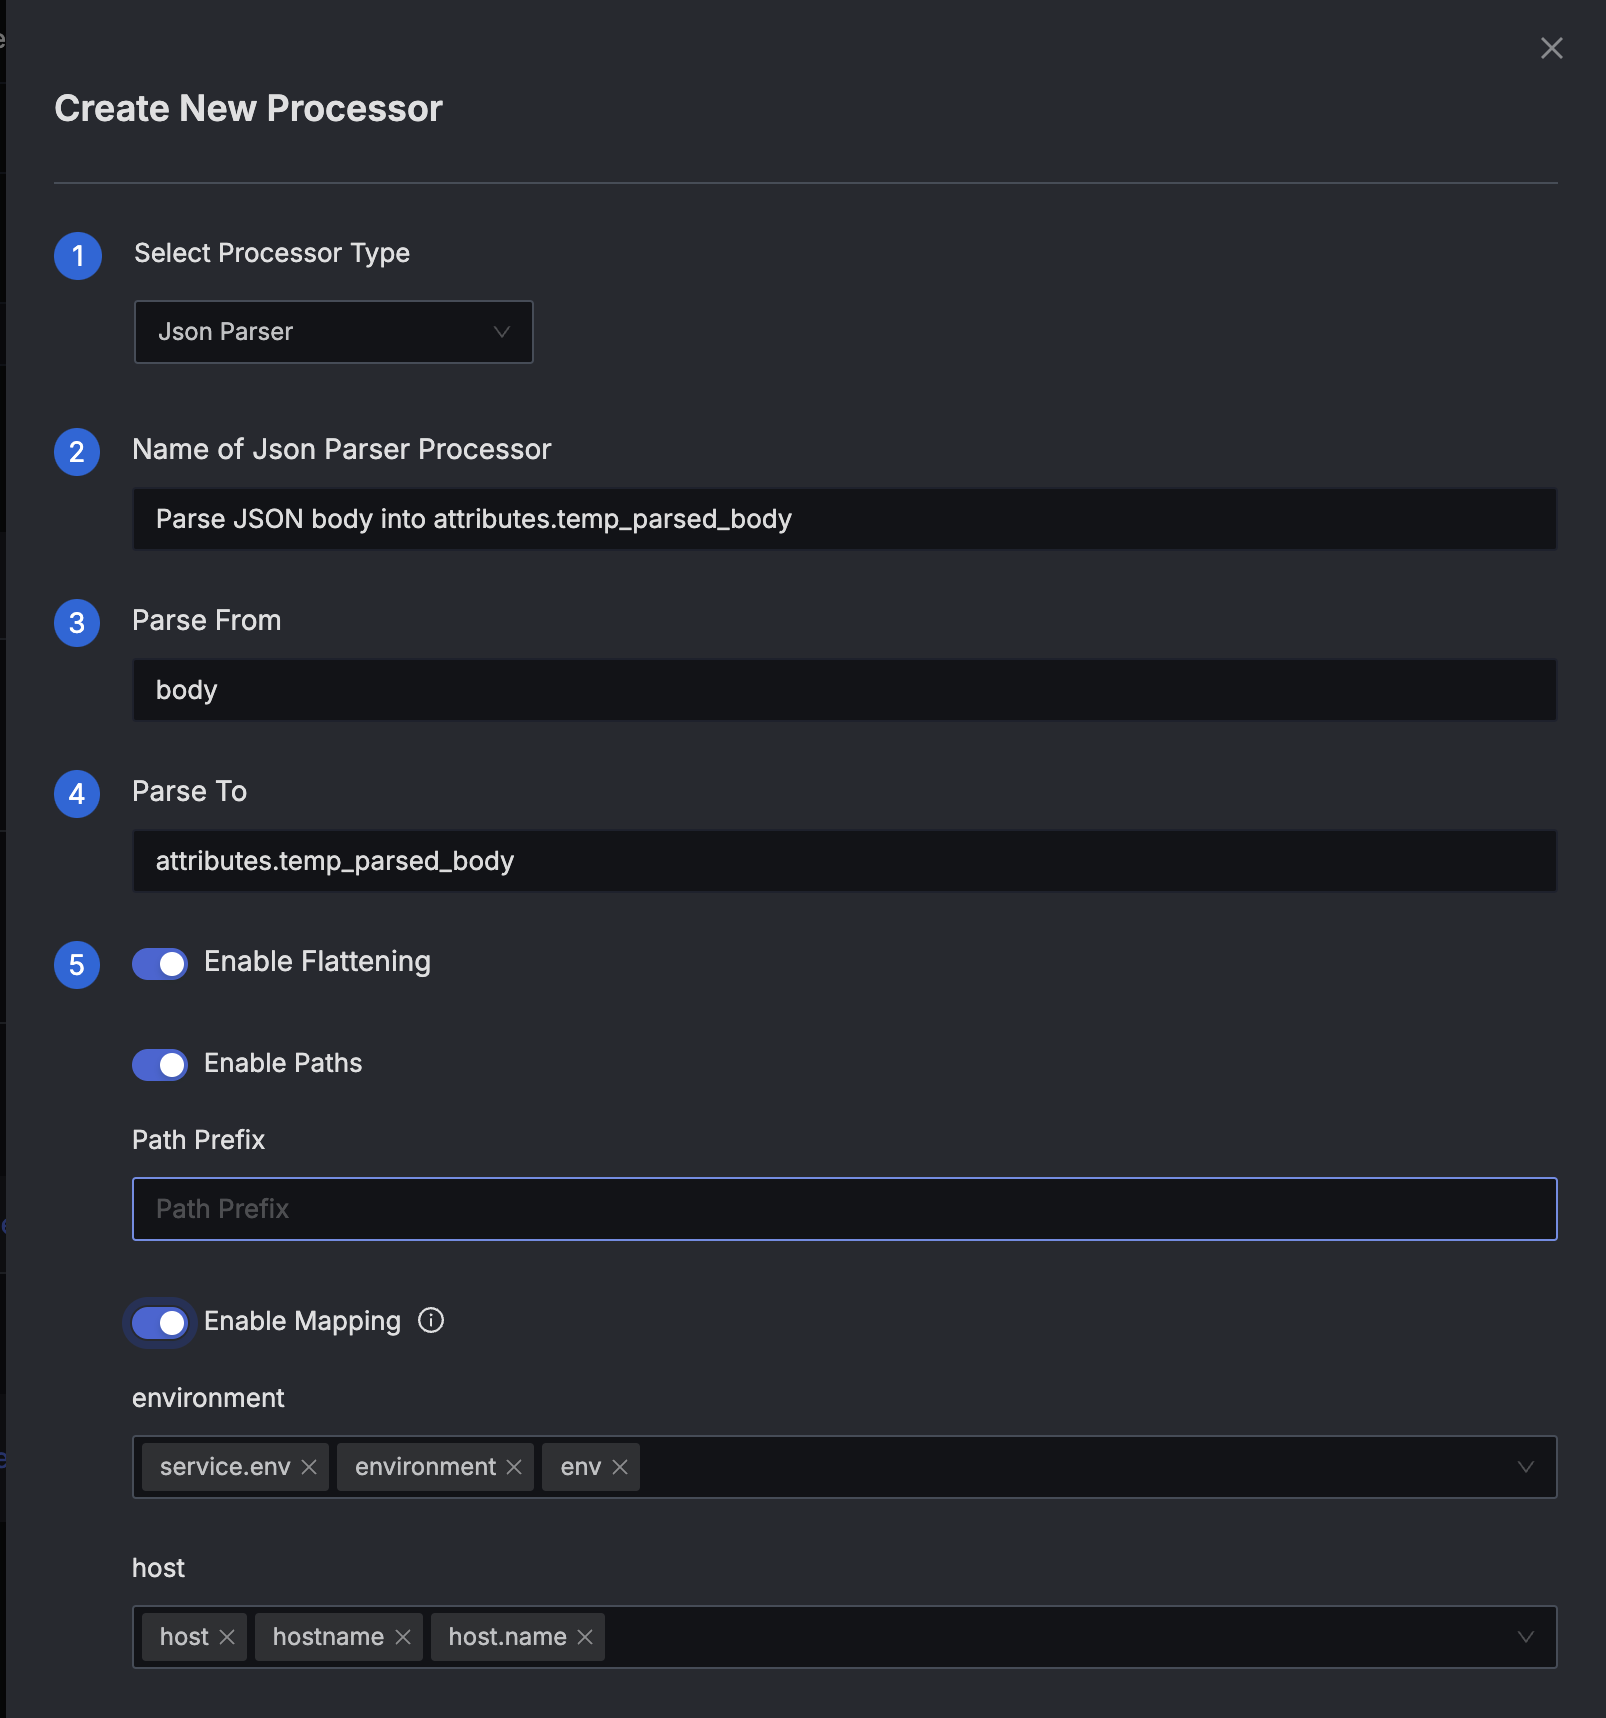 Create New Processor
1 Select Processor Type
Json Parser
2 Name of Json Parser Processor
Parse JSON body into attributes.temp_parsed_body
3 Parse From
body
4 Parse To
attributes.temp_parsed_body
5 Enable Flattening
Enable Paths
Path Prefix
Path Prefix
Enable Mapping
environment
service.env environment env
host
host hostname host.name